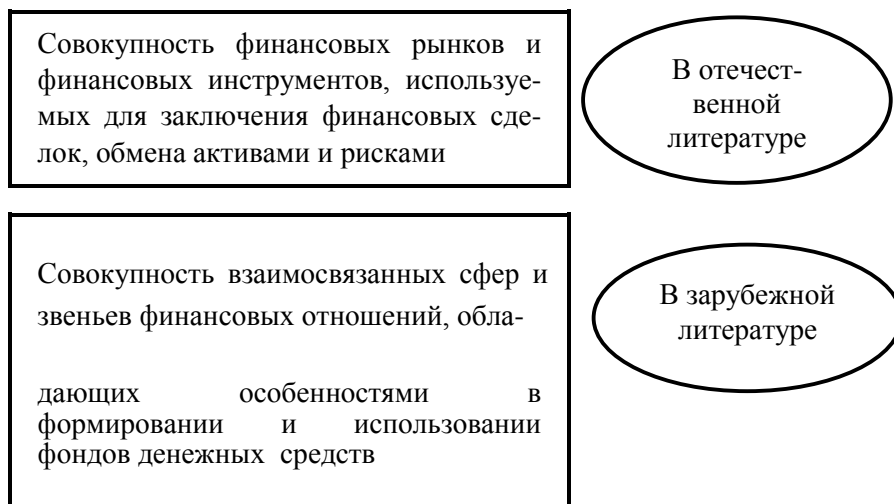 Совокупность финансовых рынков и
финансовых инструментов, используе-
мых для заключения финансовых сде-
лок, обмена активами и рисками
В отечест-
венной
литературе
Совокупность взаимосвязанных сфер и
звеньев финансовых отношений, обла-
дающих особенностями в
формировании и использовании
фондов денежных средств
В зарубежной
литературе